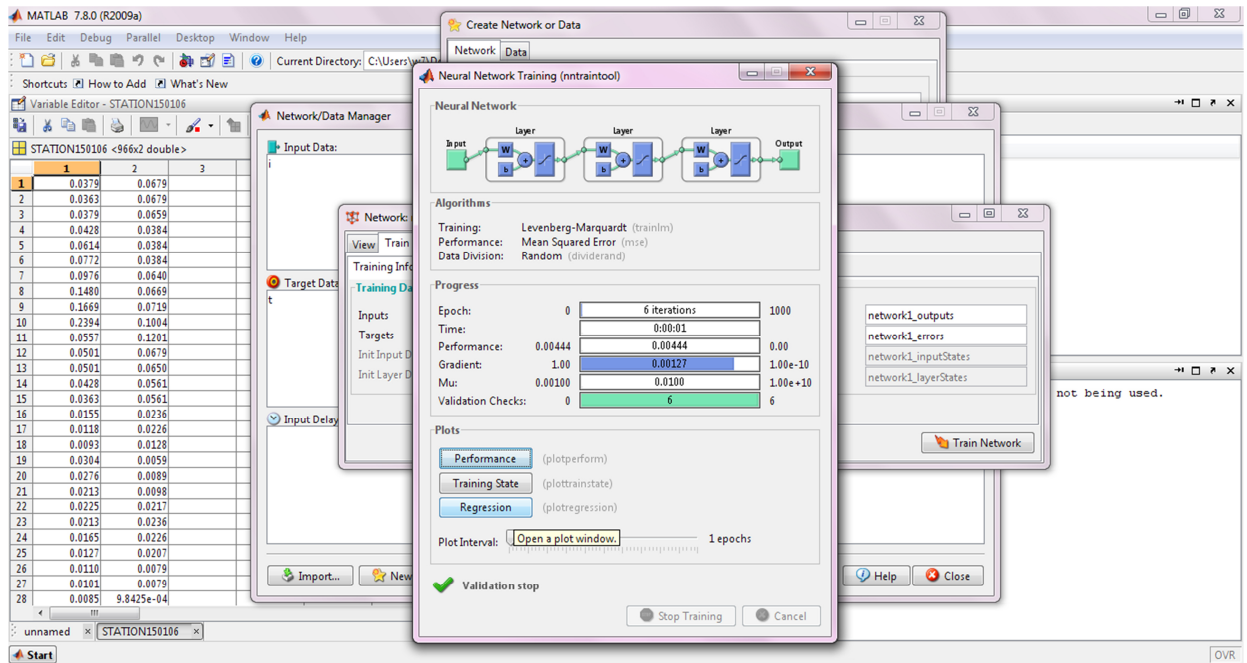 MATLAB 7.8.0 (R2009a)
File Edit Debug Parallel Desktop Window Help
Current Directory: C:\Users\w7\D
Shortcuts How to Add What's New
Variable Editor - STATION150106
STATION150106 <966x2 double>
1 2 3
1 0.0379 0.0679
2 0.0363 0.0679
3 0.0379 0.0659
4 0.0428 0.0384
5 0.0614 0.0384
6 0.0772 0.0384
7 0.0976 0.0640
8 0.1480 0.0669
9 0.1669 0.0719
10 0.2394 0.1004
11 0.0557 0.1201
12 0.0501 0.0679
13 0.0501 0.0650
14 0.0428 0.0561
15 0.0363 0.0561
16 0.0155 0.0236
17 0.0118 0.0226
18 0.0093 0.0128
19 0.0304 0.0059
20 0.0276 0.0089
21 0.0213 0.0098
22 0.0225 0.0217
23 0.0213 0.0236
24 0.0165 0.0226
25 0.0127 0.0207
26 0.0110 0.0079
27 0.0101 0.0079
28 0.0085 9.8425e-04
unnamed STATION150106
Start
OVR
Create Network or Data
Network Data
Network/Data Manager
Input Data:
i
Target Data
t
Input Delay
Import...
New
Help
Close
Network:
View Train
Training Info
Training Da
Inputs
Targets
Init Input D
Init Layer D
network1_outputs
network1_errors
network1_inputStates
network1_layerStates
Train Network
not being used.
Neural Network Training (nntraintool)
Neural Network
Layer Layer Layer
Input Output
W W W
b b b
Algorithms
Training: Levenberg-Marquardt (trainlm)
Performance: Mean Squared Error (mse)
Data Division: Random (dividerand)
Progress
Epoch: 0 6 iterations 1000
Time: 0:00:01
Performance: 0.00444 0.00444 0.00
Gradient: 1.00 0.00127 1.00e-10
Mu: 0.00100 0.0100 1.00e+10
Validation Checks: 0 6 6
Plots
Performance (plotperform)
Training State (plottrainstate)
Regression (plotregression)
Plot Interval: 1 epochs
Open a plot window.
Validation stop
Stop Training
Cancel